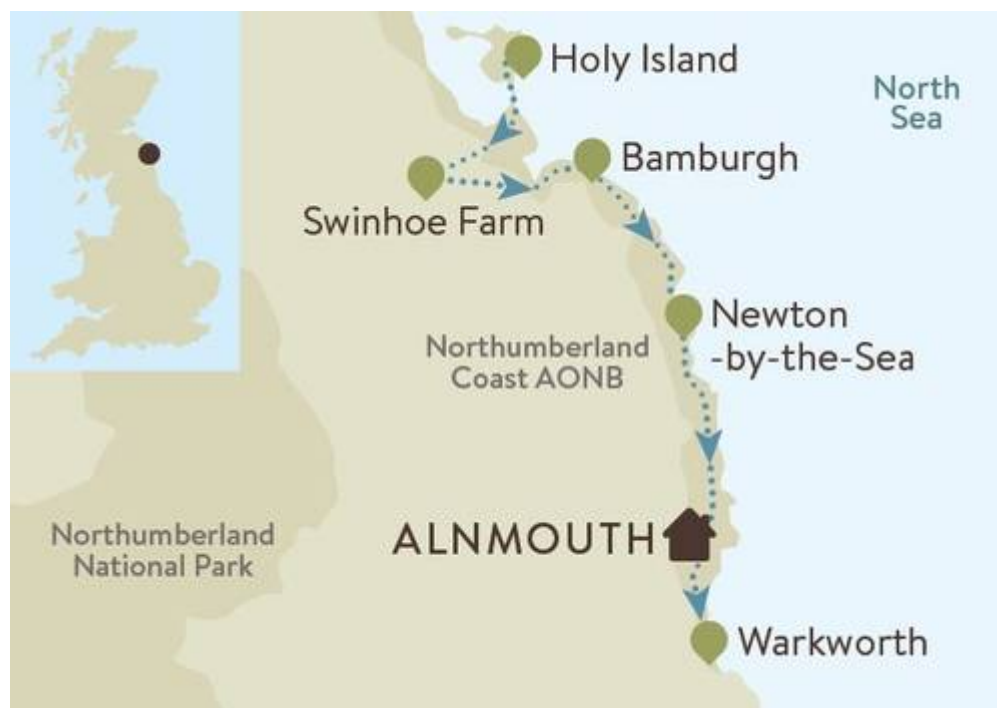 Holy Island
North
Sea
Bamburgh
Swinhoe Farm
Newton
-by-the-Sea
Northumberland
Coast AONB
Northumberland
National Park
ALNMOUTH
Warkworth